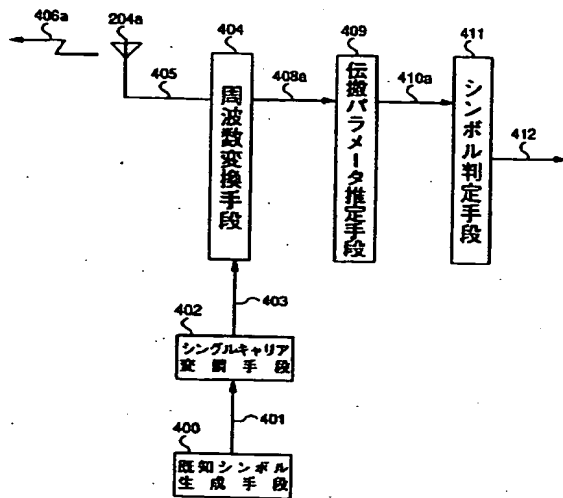 406a
204a
404
409
411
405
周波数変換手段
408a
伝搬パラメータ推定手段
410a
シンボル判定手段
412
403
402
シングルキャリア
変調手段
401
400
既知シンボル
生成手段